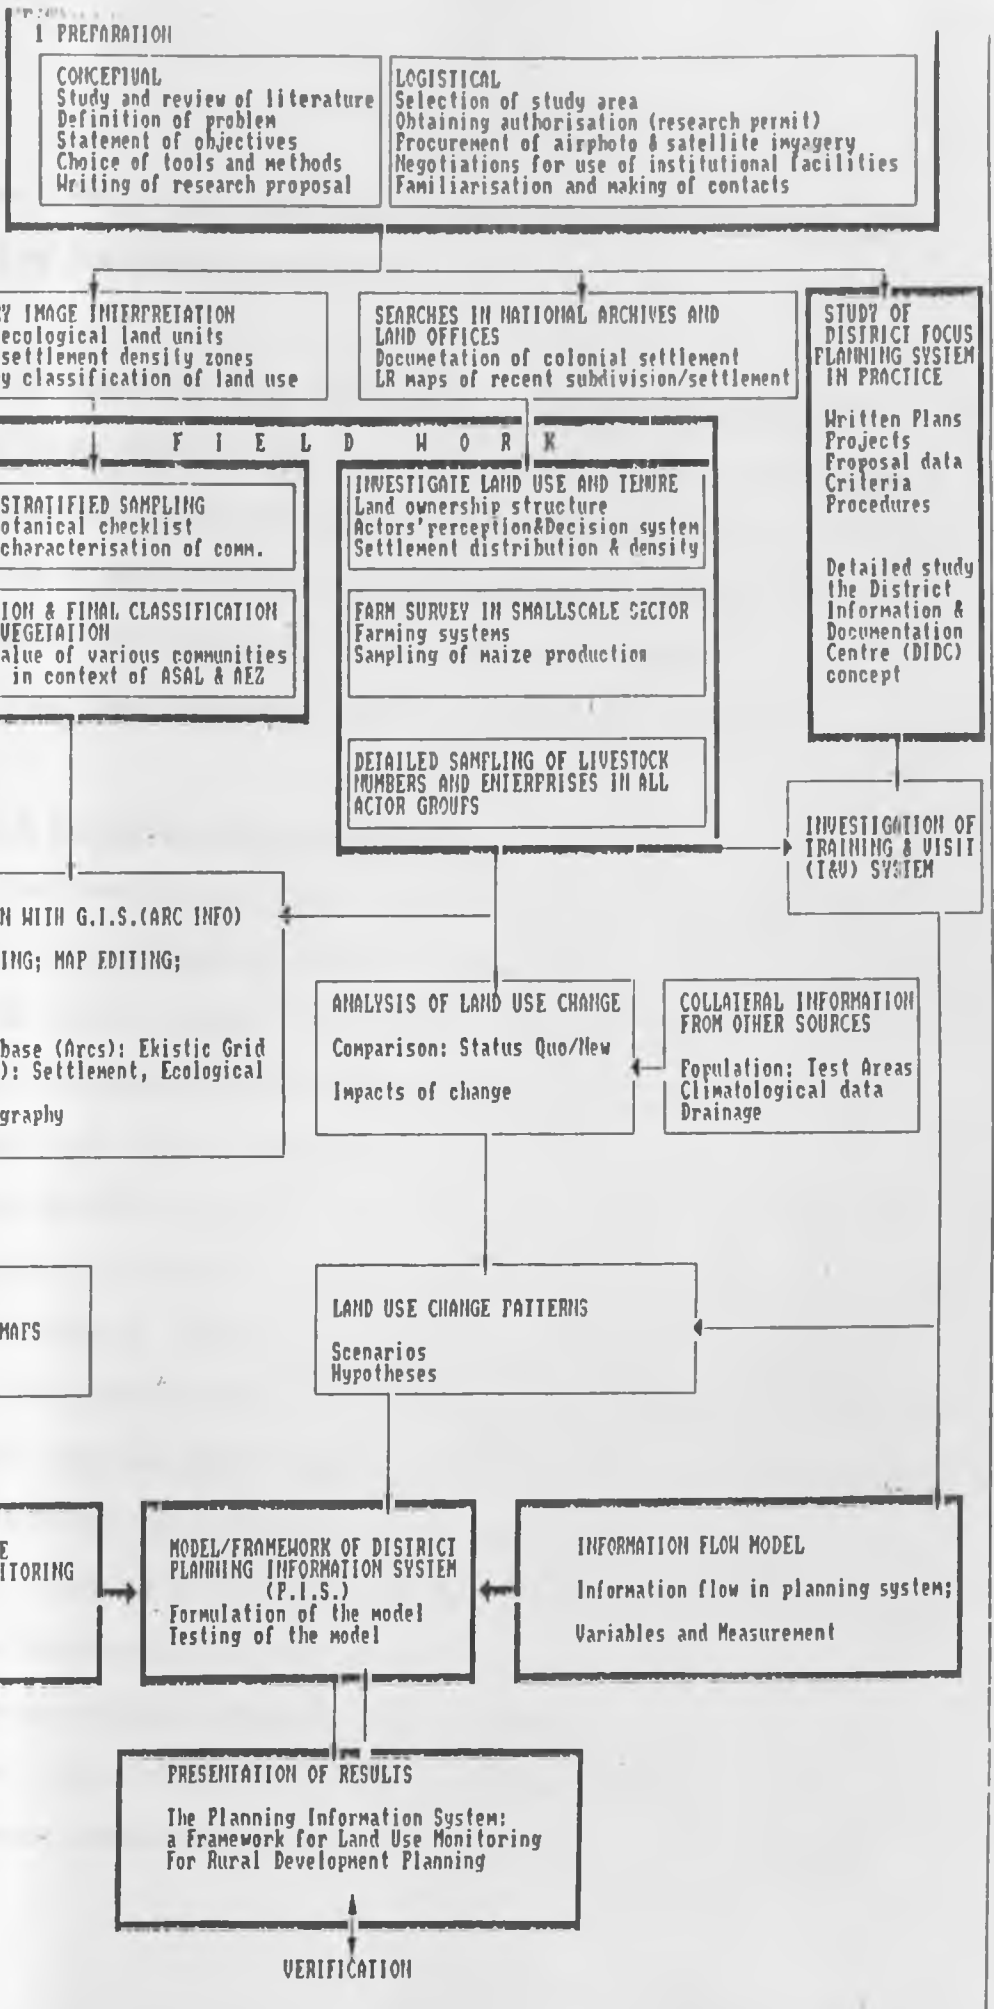 1 PREPARATION
CONCEPTUAL
Study and review of literature
Definition of problem
Statement of objectives
Choice of tools and methods
Writing of research proposal
LOGISTICAL
Selection of study area
Obtaining authorisation (research permit)
Procurement of airphoto & satellite imgagery
Negotiations for use of institutional facilities
Familiarisation and making of contacts
Y IMAGE INTERPRETATION
ecological land units
settlement density zones
y classification of land use
SEARCHES IN NATIONAL ARCHIVES AND
LAND OFFICES
Documetation of colonial settlement
LR maps of recent subdivision/settlement
STUDY OF
DISTRICT FOCUS
PLANNING SYSTEM
IN PRACTICE
Written Plans
Projects
Proposal data
Criteria
Procedures
Detailed study
the District
Information &
Documentation
Centre (DIDC)
concept
F I E L D W O R K
STRATIFIED SAMPLING
otanical checklist
characterisation of comm.
ION & FINAL CLASSIFICATION
VEGETATION
alue of various communities
in context of ASAL & AEZ
INVESTIGATE LAND USE AND TENURE
Land ownership structure
Actors'perception&Decision system
Settlement distribution & density
FARM SURVEY IN SMALLSCALE SECTOR
Farming systems
Sampling of maize production
DETAILED SAMPLING OF LIVESTOCK
NUMBERS AND ENTERPRISES IN ALL
ACTOR GROUPS
INVESTIGATION OF
TRAINING & VISIT
(T&V) SYSTEM
N WITH G.I.S.(ARC INFO)
ING; MAP EDITING;
base (Arcs): Ekistic Grid
): Settlement, Ecological
graphy
ANALYSIS OF LAND USE CHANGE
Comparison: Status Quo/New
Impacts of change
COLLATERAL INFORMATION
FROM OTHER SOURCES
Population: Test Areas
Climatological data
Drainage
MAPS
LAND USE CHANGE PATTERNS
Scenarios
Hypotheses
E
ITORING
MODEL/FRAMEWORK OF DISTRICT
PLANNING INFORMATION SYSTEM
(P.I.S.)
Formulation of the model
Testing of the model
INFORMATION FLOW MODEL
Information flow in planning system;
Variables and Measurement
PRESENTATION OF RESULTS
The Planning Information System:
a Framework for Land Use Monitoring
For Rural Development Planning
VERIFICATION